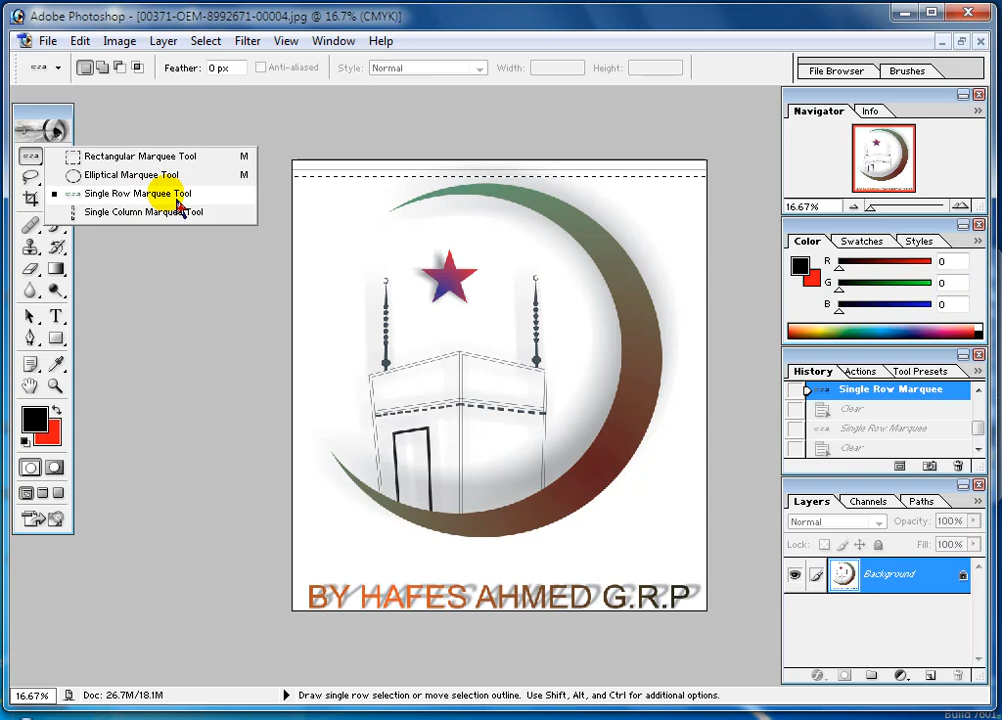 Adobe Photoshop - [00371-OEM-8992671-00004.jpg @ 16.7% (CMYK)]
File Edit Image Layer Select Filter View Window Help
Feather: 0 px Anti-aliased Style: Normal Width: Height: File Browser Brushes
Rectangular Marquee Tool M
Elliptical Marquee Tool M
Single Row Marquee Tool
Single Column Marquee Tool
T
BY HAFES AHMED G.R.P
Navigator Info
16.67%
Color Swatches Styles
R 0
G 0
B 0
History Actions Tool Presets
Single Row Marquee
Clear
Single Row Marquee
Clear
Layers Channels Paths
Normal Opacity: 100%
Lock: Fill: 100%
Background
16.67% Doc: 26.7M/18.1M Draw single row selection or move selection outline. Use Shift, Alt, and Ctrl for additional options.
Build 7601